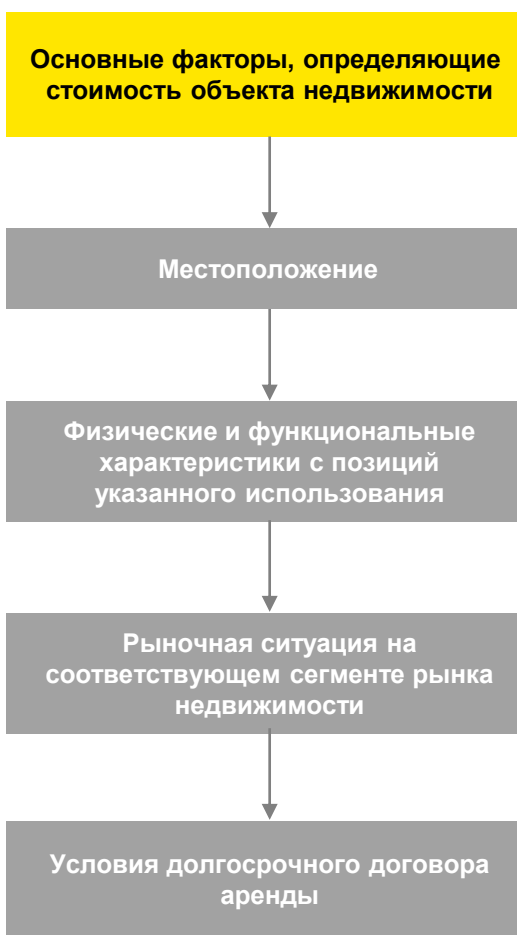 Основные факторы, определяющие
стоимость объекта недвижимости
Местоположение
Физические и функциональные
характеристики с позиций
указанного использования
Рыночная ситуация на
соответствующем сегменте рынка
недвижимости
Условия долгосрочного договора
аренды